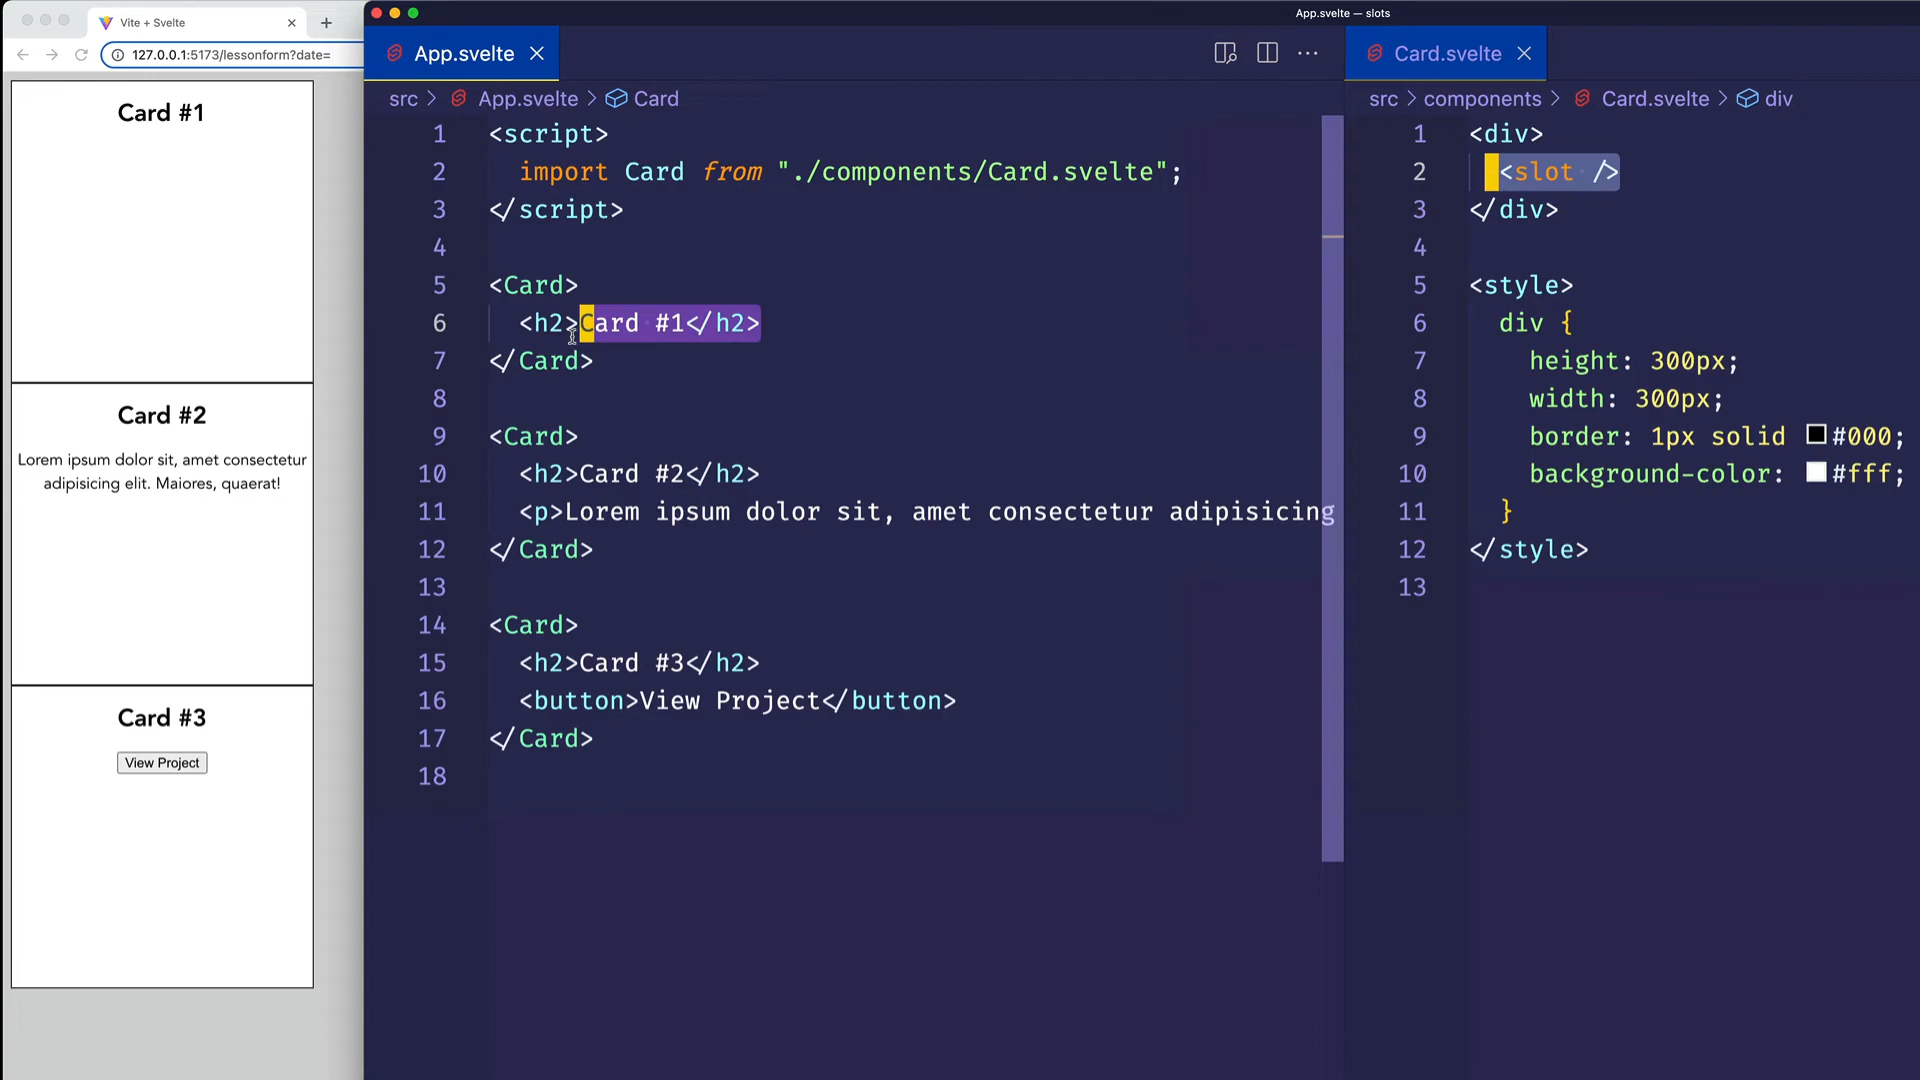 Vite + Svelte
127.0.0.1:5173/lessonform?date=
Card #1
Card #2
Lorem ipsum dolor sit, amet consectetur
adipisicing elit. Maiores, quaerat!
Card #3
View Project
App.svelte — slots
App.svelte
src > App.svelte > Card
1 <script>
2 import Card from "./components/Card.svelte";
3 </script>
4
5 <Card>
6 <h2>Card #1</h2>
7 </Card>
8
9 <Card>
10 <h2>Card #2</h2>
11 <p>Lorem ipsum dolor sit, amet consectetur adipisicing
12 </Card>
13
14 <Card>
15 <h2>Card #3</h2>
16 <button>View Project</button>
17 </Card>
18
Card.svelte
src > components > Card.svelte > div
1 <div>
2 <slot />
3 </div>
4
5 <style>
6 div {
7 height: 300px;
8 width: 300px;
9 border: 1px solid #000;
10 background-color: #fff;
11 }
12 </style>
13